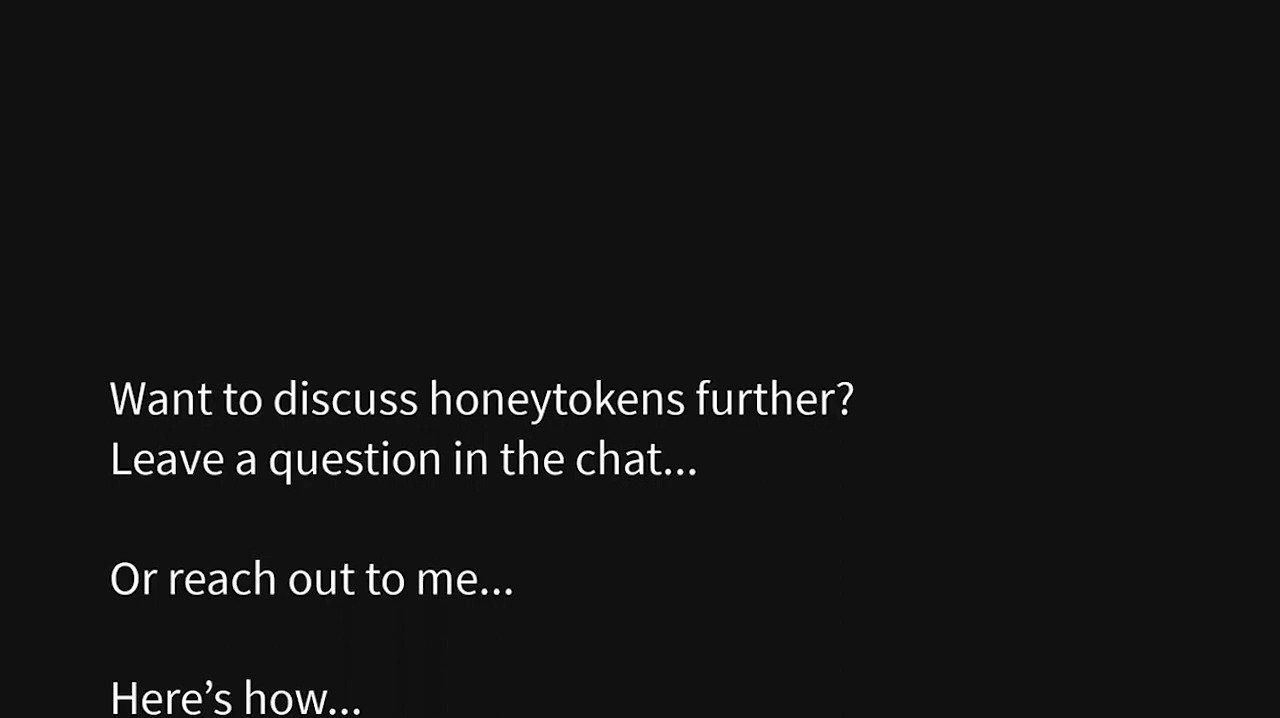 Want to discuss honeytokens further?
Leave a question in the chat...
Or reach out to me...
Here’s how...